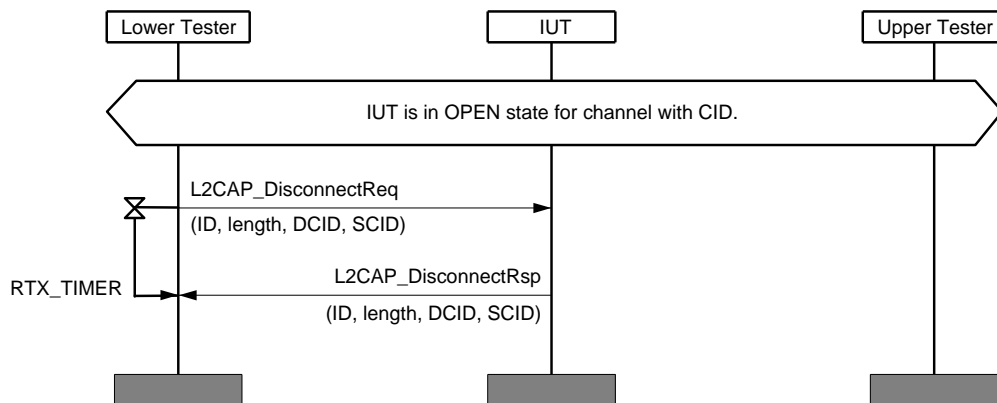 Lower Tester
IUT
Upper Tester
IUT is in OPEN state for channel with CID.
L2CAP_DisconnectReq
(ID, length, DCID, SCID)
L2CAP_DisconnectRsp
RTX_TIMER
(ID, length, DCID, SCID)